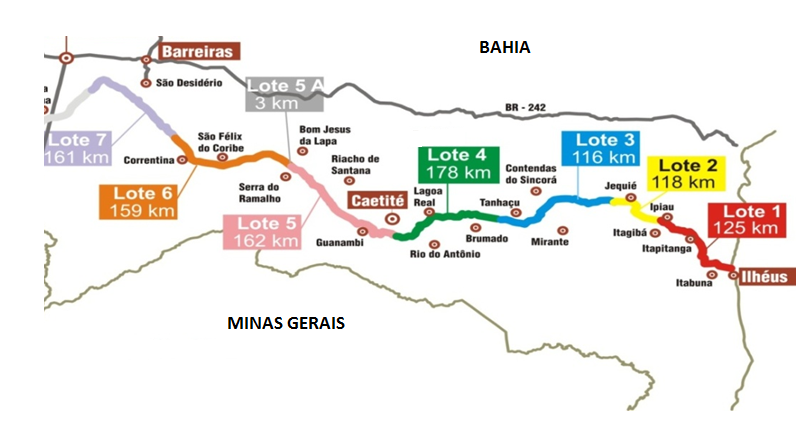 BAHIA
Barreiras
São Desidério
Lote 5 A
3 km
BR - 242
Lote 7
161 km
São Félix
do Coribe
Bom Jesus
da Lapa
Correntina
Riacho de
Santana
Lote 6
159 km
Serra do
Ramalho
Caetité
Lote 5
162 km
Guanambi
Lote 4
178 km
Lagoa
Real
Rio do Antônio
Brumado
Tanhaçu
Contendas
do Sincorá
Mirante
Lote 3
116 km
Jequié
Lote 2
118 km
Ipiau
Itagibá
Itapitanga
Lote 1
125 km
Itabuna
Ilhéus
MINAS GERAIS